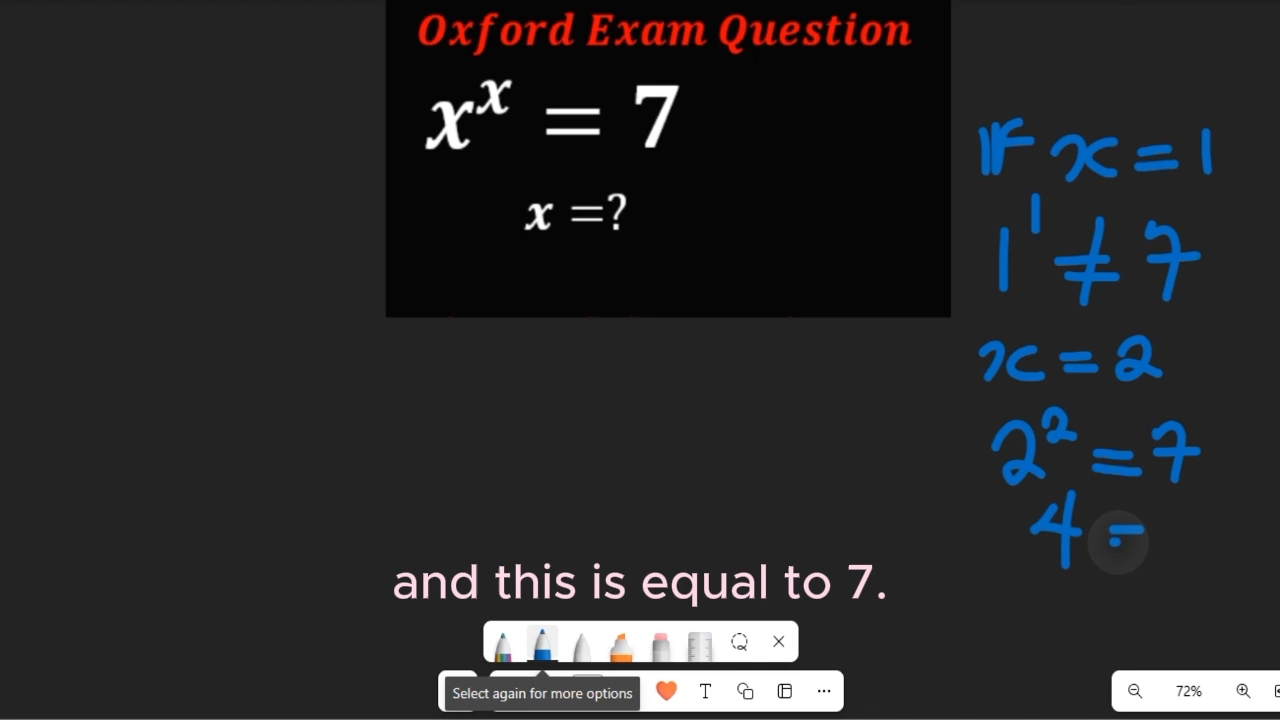 Oxford Exam Question
x^x = 7
x =?
IF x = 1
1^1 ≠ 7
x = 2
2^2 = 7
4 =
and this is equal to 7.
Select again for more options
T
72%